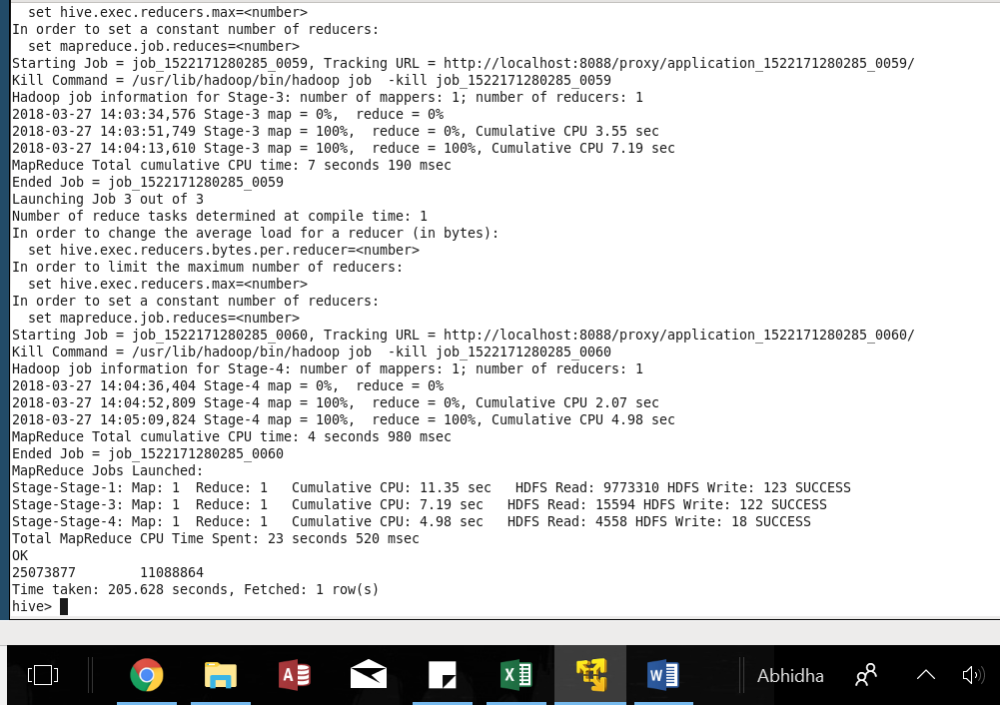 set hive.exec.reducers.max=<number>
In order to set a constant number of reducers:
set mapreduce.job.reduces=<number>
Starting Job = job_1522171280285_0059, Tracking URL = http://localhost:8088/proxy/application_1522171280285_0059/
Kill Command = /usr/lib/hadoop/bin/hadoop job  -kill job_1522171280285_0059
Hadoop job information for Stage-3: number of mappers: 1; number of reducers: 1
2018-03-27 14:03:34,576 Stage-3 map = 0%,  reduce = 0%
2018-03-27 14:03:51,749 Stage-3 map = 100%,  reduce = 0%, Cumulative CPU 3.55 sec
2018-03-27 14:04:13,610 Stage-3 map = 100%,  reduce = 100%, Cumulative CPU 7.19 sec
MapReduce Total cumulative CPU time: 7 seconds 190 msec
Ended Job = job_1522171280285_0059
Launching Job 3 out of 3
Number of reduce tasks determined at compile time: 1
In order to change the average load for a reducer (in bytes):
set hive.exec.reducers.bytes.per.reducer=<number>
In order to limit the maximum number of reducers:
set hive.exec.reducers.max=<number>
In order to set a constant number of reducers:
set mapreduce.job.reduces=<number>
Starting Job = job_1522171280285_0060, Tracking URL = http://localhost:8088/proxy/application_1522171280285_0060/
Kill Command = /usr/lib/hadoop/bin/hadoop job  -kill job_1522171280285_0060
Hadoop job information for Stage-4: number of mappers: 1; number of reducers: 1
2018-03-27 14:04:36,404 Stage-4 map = 0%,  reduce = 0%
2018-03-27 14:04:52,809 Stage-4 map = 100%,  reduce = 0%, Cumulative CPU 2.07 sec
2018-03-27 14:05:09,824 Stage-4 map = 100%,  reduce = 100%, Cumulative CPU 4.98 sec
MapReduce Total cumulative CPU time: 4 seconds 980 msec
Ended Job = job_1522171280285_0060
MapReduce Jobs Launched:
Stage-Stage-1: Map: 1  Reduce: 1   Cumulative CPU: 11.35 sec   HDFS Read: 9773310 HDFS Write: 123 SUCCESS
Stage-Stage-3: Map: 1  Reduce: 1   Cumulative CPU: 7.19 sec   HDFS Read: 15594 HDFS Write: 122 SUCCESS
Stage-Stage-4: Map: 1  Reduce: 1   Cumulative CPU: 4.98 sec   HDFS Read: 4558 HDFS Write: 18 SUCCESS
Total MapReduce CPU Time Spent: 23 seconds 520 msec
OK
25073877        11088864
Time taken: 205.628 seconds, Fetched: 1 row(s)
hive>
Abhidha